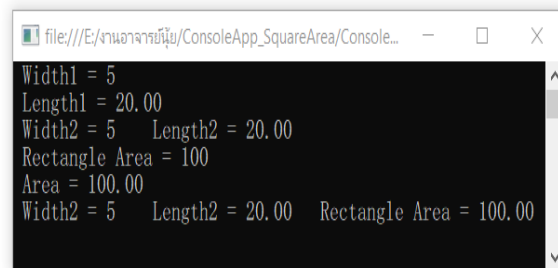 file:///E:/งานอาจารย์นุ้ย/ConsoleApp_SquareArea/Console...
Width1 = 5
Length1 = 20.00
Width2 = 5 Length2 = 20.00
Rectangle Area = 100
Area = 100.00
Width2 = 5 Length2 = 20.00 Rectangle Area = 100.00